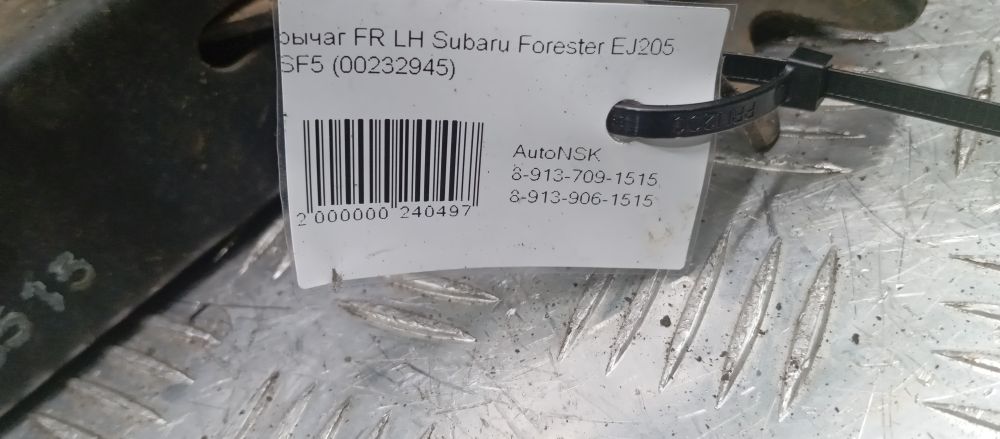 рычаг FR LH Subaru Forester EJ205
SF5 (00232945)
AutoNSK
8-913-709-1515
8-913-906-1515
2 000000 240497